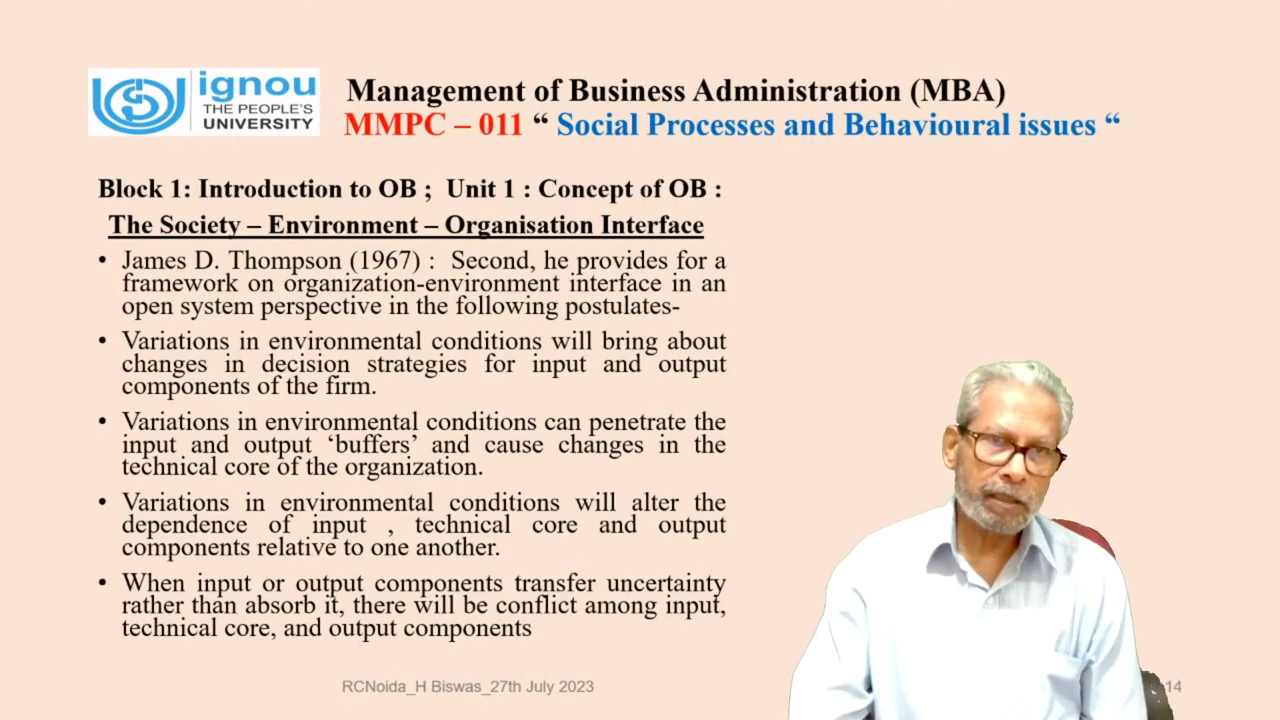 ignou
THE PEOPLE'S
UNIVERSITY
Management of Business Administration (MBA)
MMPC – 011 “ Social Processes and Behavioural issues “
Block 1: Introduction to OB ; Unit 1 : Concept of OB :
The Society – Environment – Organisation Interface
• James D. Thompson (1967) : Second, he provides for a
framework on organization-environment interface in an
open system perspective in the following postulates-
• Variations in environmental conditions will bring about
changes in decision strategies for input and output
components of the firm.
• Variations in environmental conditions can penetrate the
input and output ‘buffers’ and cause changes in the
technical core of the organization.
• Variations in environmental conditions will alter the
dependence of input , technical core and output
components relative to one another.
• When input or output components transfer uncertainty
rather than absorb it, there will be conflict among input,
technical core, and output components
RCNoida_H Biswas_27th July 2023
14